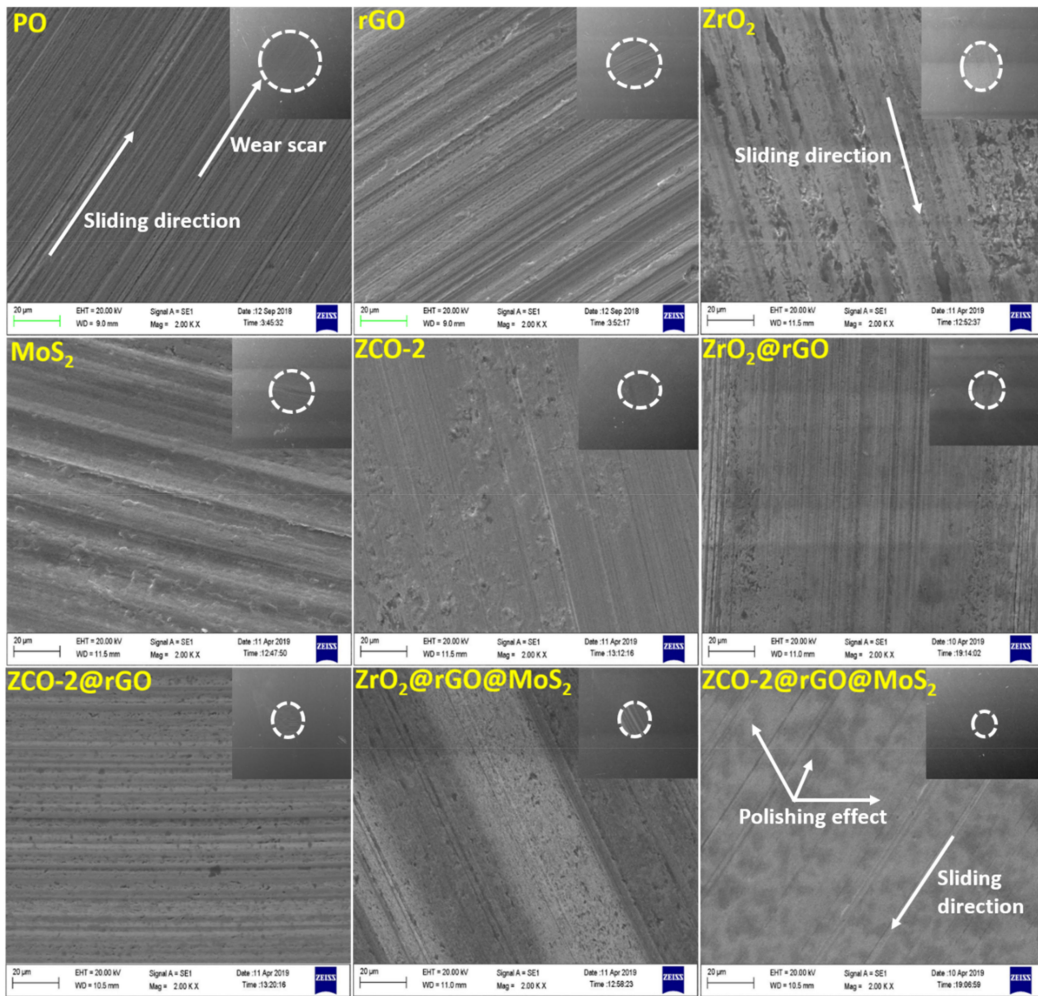 PO
Wear scar
Sliding direction
20 µm
EHT = 20.00 kV
Signal A = SE1
Date :12 Sep 2018
WD = 9.0 mm
Mag = 2.00 K X
Time :3:45:32
ZEISS
rGO
20 µm
EHT = 20.00 kV
Signal A = SE1
Date :12 Sep 2018
WD = 9.0 mm
Mag = 2.00 K X
Time :3:52:17
ZEISS
ZrO₂
Sliding direction
20 µm
EHT = 20.00 kV
Signal A = SE1
Date :11 Apr 2019
WD = 11.5 mm
Mag = 2.00 K X
Time :12:52:37
ZEISS
MoS₂
20 µm
EHT = 20.00 kV
Signal A = SE1
Date :11 Apr 2019
WD = 11.5 mm
Mag = 2.00 K X
Time :12:47:50
ZEISS
ZCO-2
20 µm
EHT = 20.00 kV
Signal A = SE1
Date :11 Apr 2019
WD = 11.5 mm
Mag = 2.00 K X
Time :13:12:16
ZEISS
ZrO₂@rGO
20 µm
EHT = 20.00 kV
Signal A = SE1
Date :10 Apr 2019
WD = 11.0 mm
Mag = 2.00 K X
Time :19:14:02
ZEISS
ZCO-2@rGO
20 µm
EHT = 20.00 kV
Signal A = SE1
Date :11 Apr 2019
WD = 10.5 mm
Mag = 2.00 K X
Time :13:20:16
ZEISS
ZrO₂@rGO@MoS₂
20 µm
EHT = 20.00 kV
Signal A = SE1
Date :11 Apr 2019
WD = 11.0 mm
Mag = 2.00 K X
Time :12:58:23
ZEISS
ZCO-2@rGO@MoS₂
Polishing effect
Sliding
direction
20 µm
EHT = 20.00 kV
Signal A = SE1
Date :10 Apr 2019
WD = 10.5 mm
Mag = 2.00 K X
Time :19:06:59
ZEISS